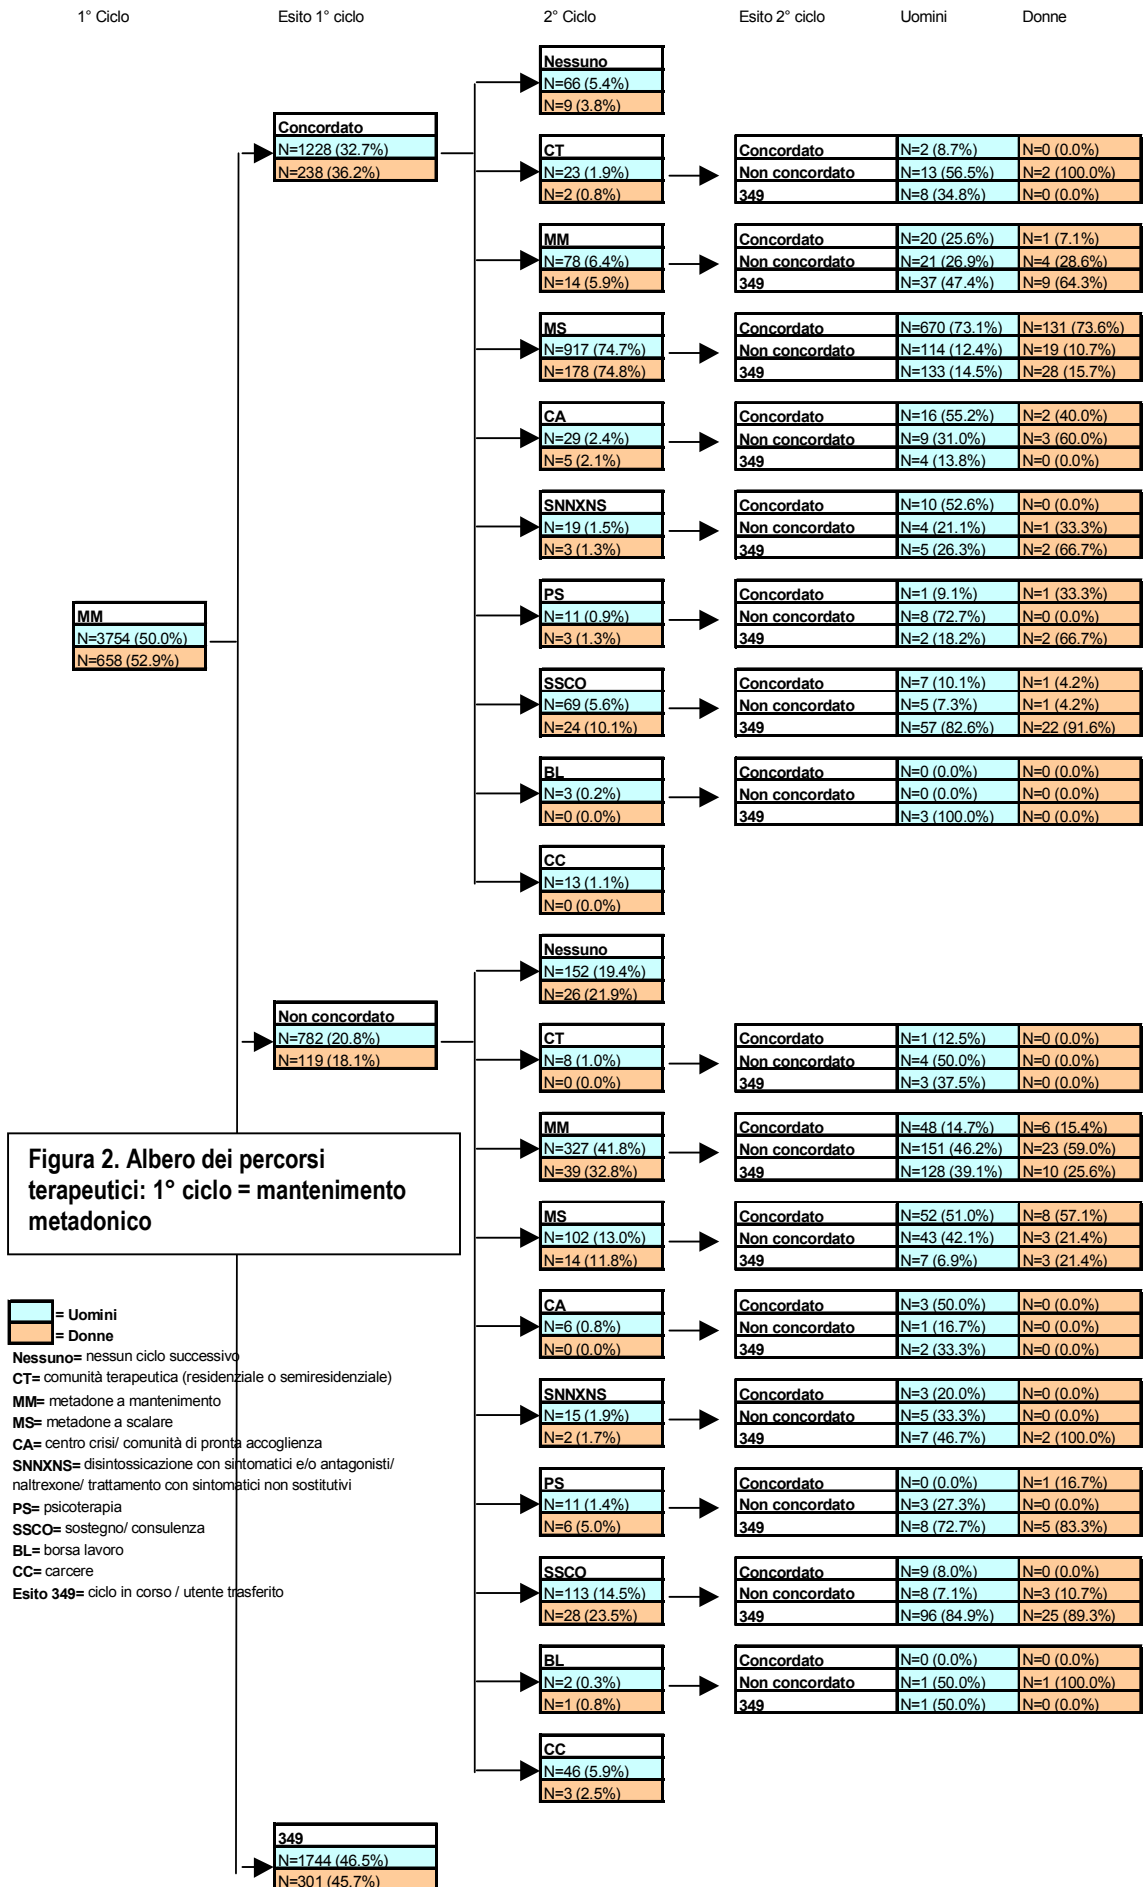 1° Ciclo Esito 1° ciclo 2° Ciclo Esito 2° ciclo Uomini Donne
MM
N=3754 (50.0%)
N=658 (52.9%)
Concordato
N=1228 (32.7%)
N=238 (36.2%)
Nessuno
N=66 (5.4%)
N=9 (3.8%)
CT
N=23 (1.9%)
N=2 (0.8%)
Concordato N=2 (8.7%) N=0 (0.0%)
Non concordato N=13 (56.5%) N=2 (100.0%)
349 N=8 (34.8%) N=0 (0.0%)
MM
N=78 (6.4%)
N=14 (5.9%)
Concordato N=20 (25.6%) N=1 (7.1%)
Non concordato N=21 (26.9%) N=4 (28.6%)
349 N=37 (47.4%) N=9 (64.3%)
MS
N=917 (74.7%)
N=178 (74.8%)
Concordato N=670 (73.1%) N=131 (73.6%)
Non concordato N=114 (12.4%) N=19 (10.7%)
349 N=133 (14.5%) N=28 (15.7%)
CA
N=29 (2.4%)
N=5 (2.1%)
Concordato N=16 (55.2%) N=2 (40.0%)
Non concordato N=9 (31.0%) N=3 (60.0%)
349 N=4 (13.8%) N=0 (0.0%)
SNNXNS
N=19 (1.5%)
N=3 (1.3%)
Concordato N=10 (52.6%) N=0 (0.0%)
Non concordato N=4 (21.1%) N=1 (33.3%)
349 N=5 (26.3%) N=2 (66.7%)
PS
N=11 (0.9%)
N=3 (1.3%)
Concordato N=1 (9.1%) N=1 (33.3%)
Non concordato N=8 (72.7%) N=0 (0.0%)
349 N=2 (18.2%) N=2 (66.7%)
SSCO
N=69 (5.6%)
N=24 (10.1%)
Concordato N=7 (10.1%) N=1 (4.2%)
Non concordato N=5 (7.3%) N=1 (4.2%)
349 N=57 (82.6%) N=22 (91.6%)
BL
N=3 (0.2%)
N=0 (0.0%)
Concordato N=0 (0.0%) N=0 (0.0%)
Non concordato N=0 (0.0%) N=0 (0.0%)
349 N=3 (100.0%) N=0 (0.0%)
CC
N=13 (1.1%)
N=0 (0.0%)
Non concordato
N=782 (20.8%)
N=119 (18.1%)
Nessuno
N=152 (19.4%)
N=26 (21.9%)
CT
N=8 (1.0%)
N=0 (0.0%)
Concordato N=1 (12.5%) N=0 (0.0%)
Non concordato N=4 (50.0%) N=0 (0.0%)
349 N=3 (37.5%) N=0 (0.0%)
MM
N=327 (41.8%)
N=39 (32.8%)
Concordato N=48 (14.7%) N=6 (15.4%)
Non concordato N=151 (46.2%) N=23 (59.0%)
349 N=128 (39.1%) N=10 (25.6%)
MS
N=102 (13.0%)
N=14 (11.8%)
Concordato N=52 (51.0%) N=8 (57.1%)
Non concordato N=43 (42.1%) N=3 (21.4%)
349 N=7 (6.9%) N=3 (21.4%)
CA
N=6 (0.8%)
N=0 (0.0%)
Concordato N=3 (50.0%) N=0 (0.0%)
Non concordato N=1 (16.7%) N=0 (0.0%)
349 N=2 (33.3%) N=0 (0.0%)
SNNXNS
N=15 (1.9%)
N=2 (1.7%)
Concordato N=3 (20.0%) N=0 (0.0%)
Non concordato N=5 (33.3%) N=0 (0.0%)
349 N=7 (46.7%) N=2 (100.0%)
PS
N=11 (1.4%)
N=6 (5.0%)
Concordato N=0 (0.0%) N=1 (16.7%)
Non concordato N=3 (27.3%) N=0 (0.0%)
349 N=8 (72.7%) N=5 (83.3%)
SSCO
N=113 (14.5%)
N=28 (23.5%)
Concordato N=9 (8.0%) N=0 (0.0%)
Non concordato N=8 (7.1%) N=3 (10.7%)
349 N=96 (84.9%) N=25 (89.3%)
BL
N=2 (0.3%)
N=1 (0.8%)
Concordato N=0 (0.0%) N=0 (0.0%)
Non concordato N=1 (50.0%) N=1 (100.0%)
349 N=1 (50.0%) N=0 (0.0%)
CC
N=46 (5.9%)
N=3 (2.5%)
349
N=1744 (46.5%)
N=301 (45.7%)
Figura 2. Albero dei percorsi
terapeutici: 1° ciclo = mantenimento
metadonico
= Uomini
= Donne
Nessuno= nessun ciclo successivo
CT= comunità terapeutica (residenziale o semiresidenziale)
MM= metadone a mantenimento
MS= metadone a scalare
CA= centro crisi/ comunità di pronta accoglienza
SNNXNS= disintossicazione con sintomatici e/o antagonisti/
naltrexone/ trattamento con sintomatici non sostitutivi
PS= psicoterapia
SSCO= sostegno/ consulenza
BL= borsa lavoro
CC= carcere
Esito 349= ciclo in corso / utente trasferito